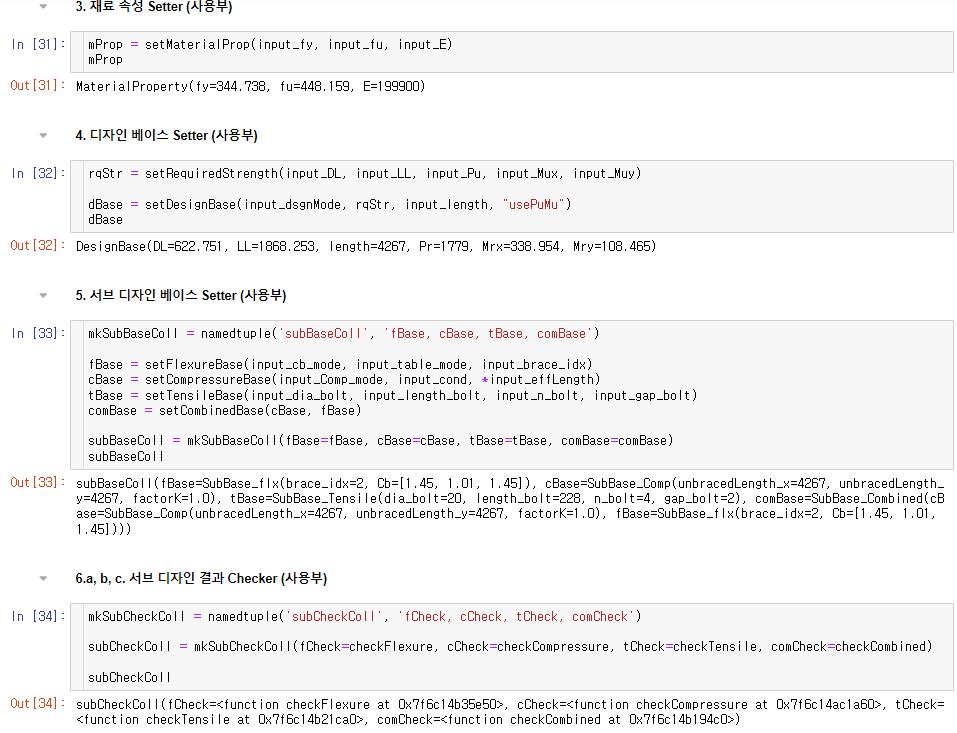 3. 재료 속성 Setter (사용부)
In [31]: mProp = setMaterialProp(input_fy, input_fu, input_E)
mProp
Out[31]: MaterialProperty(fy=344.738, fu=448.159, E=199900)
4. 디자인 베이스 Setter (사용부)
In [32]: rqStr = setRequiredStrength(input_DL, input_LL, input_Pu, input_Mux, input_Muy)
dBase = setDesignBase(input_dsgnMode, rqStr, input_length, "usePuMu")
dBase
Out[32]: DesignBase(DL=622.751, LL=1868.253, length=4267, Pr=1779, Mrx=338.954, Mry=108.465)
5. 서브 디자인 베이스 Setter (사용부)
In [33]: mkSubBaseColl = namedtuple('subBaseColl', 'fBase, cBase, tBase, comBase')
fBase = setFlexureBase(input_cb_mode, input_table_mode, input_brace_idx)
cBase = setCompressureBase(input_Comp_mode, input_cond, *input_effLength)
tBase = setTensileBase(input_dia_bolt, input_length_bolt, input_n_bolt, input_gap_bolt)
comBase = setCombinedBase(cBase, fBase)
subBaseColl = mkSubBaseColl(fBase=fBase, cBase=cBase, tBase=tBase, comBase=comBase)
subBaseColl
Out[33]: subBaseColl(fBase=SubBase_flx(brace_idx=2, Cb=[1.45, 1.01, 1.45]), cBase=SubBase_Comp(unbracedLength_x=4267, unbracedLength_
y=4267, factorK=1.0), tBase=SubBase_Tensile(dia_bolt=20, length_bolt=228, n_bolt=4, gap_bolt=2), comBase=SubBase_Combined(cB
ase=SubBase_Comp(unbracedLength_x=4267, unbracedLength_y=4267, factorK=1.0), fBase=SubBase_flx(brace_idx=2, Cb=[1.45, 1.01,
1.45])))
6.a, b, c. 서브 디자인 결과 Checker (사용부)
In [34]: mkSubCheckColl = namedtuple('subCheckColl', 'fCheck, cCheck, tCheck, comCheck')
subCheckColl = mkSubCheckColl(fCheck=checkFlexure, cCheck=checkCompressure, tCheck=checkTensile, comCheck=checkCombined)
subCheckColl
Out[34]: subCheckColl(fCheck=<function checkFlexure at 0x7f6c14b35e50>, cCheck=<function checkCompressure at 0x7f6c14ac1a60>, tCheck=
<function checkTensile at 0x7f6c14b21ca0>, comCheck=<function checkCombined at 0x7f6c14b194c0>)